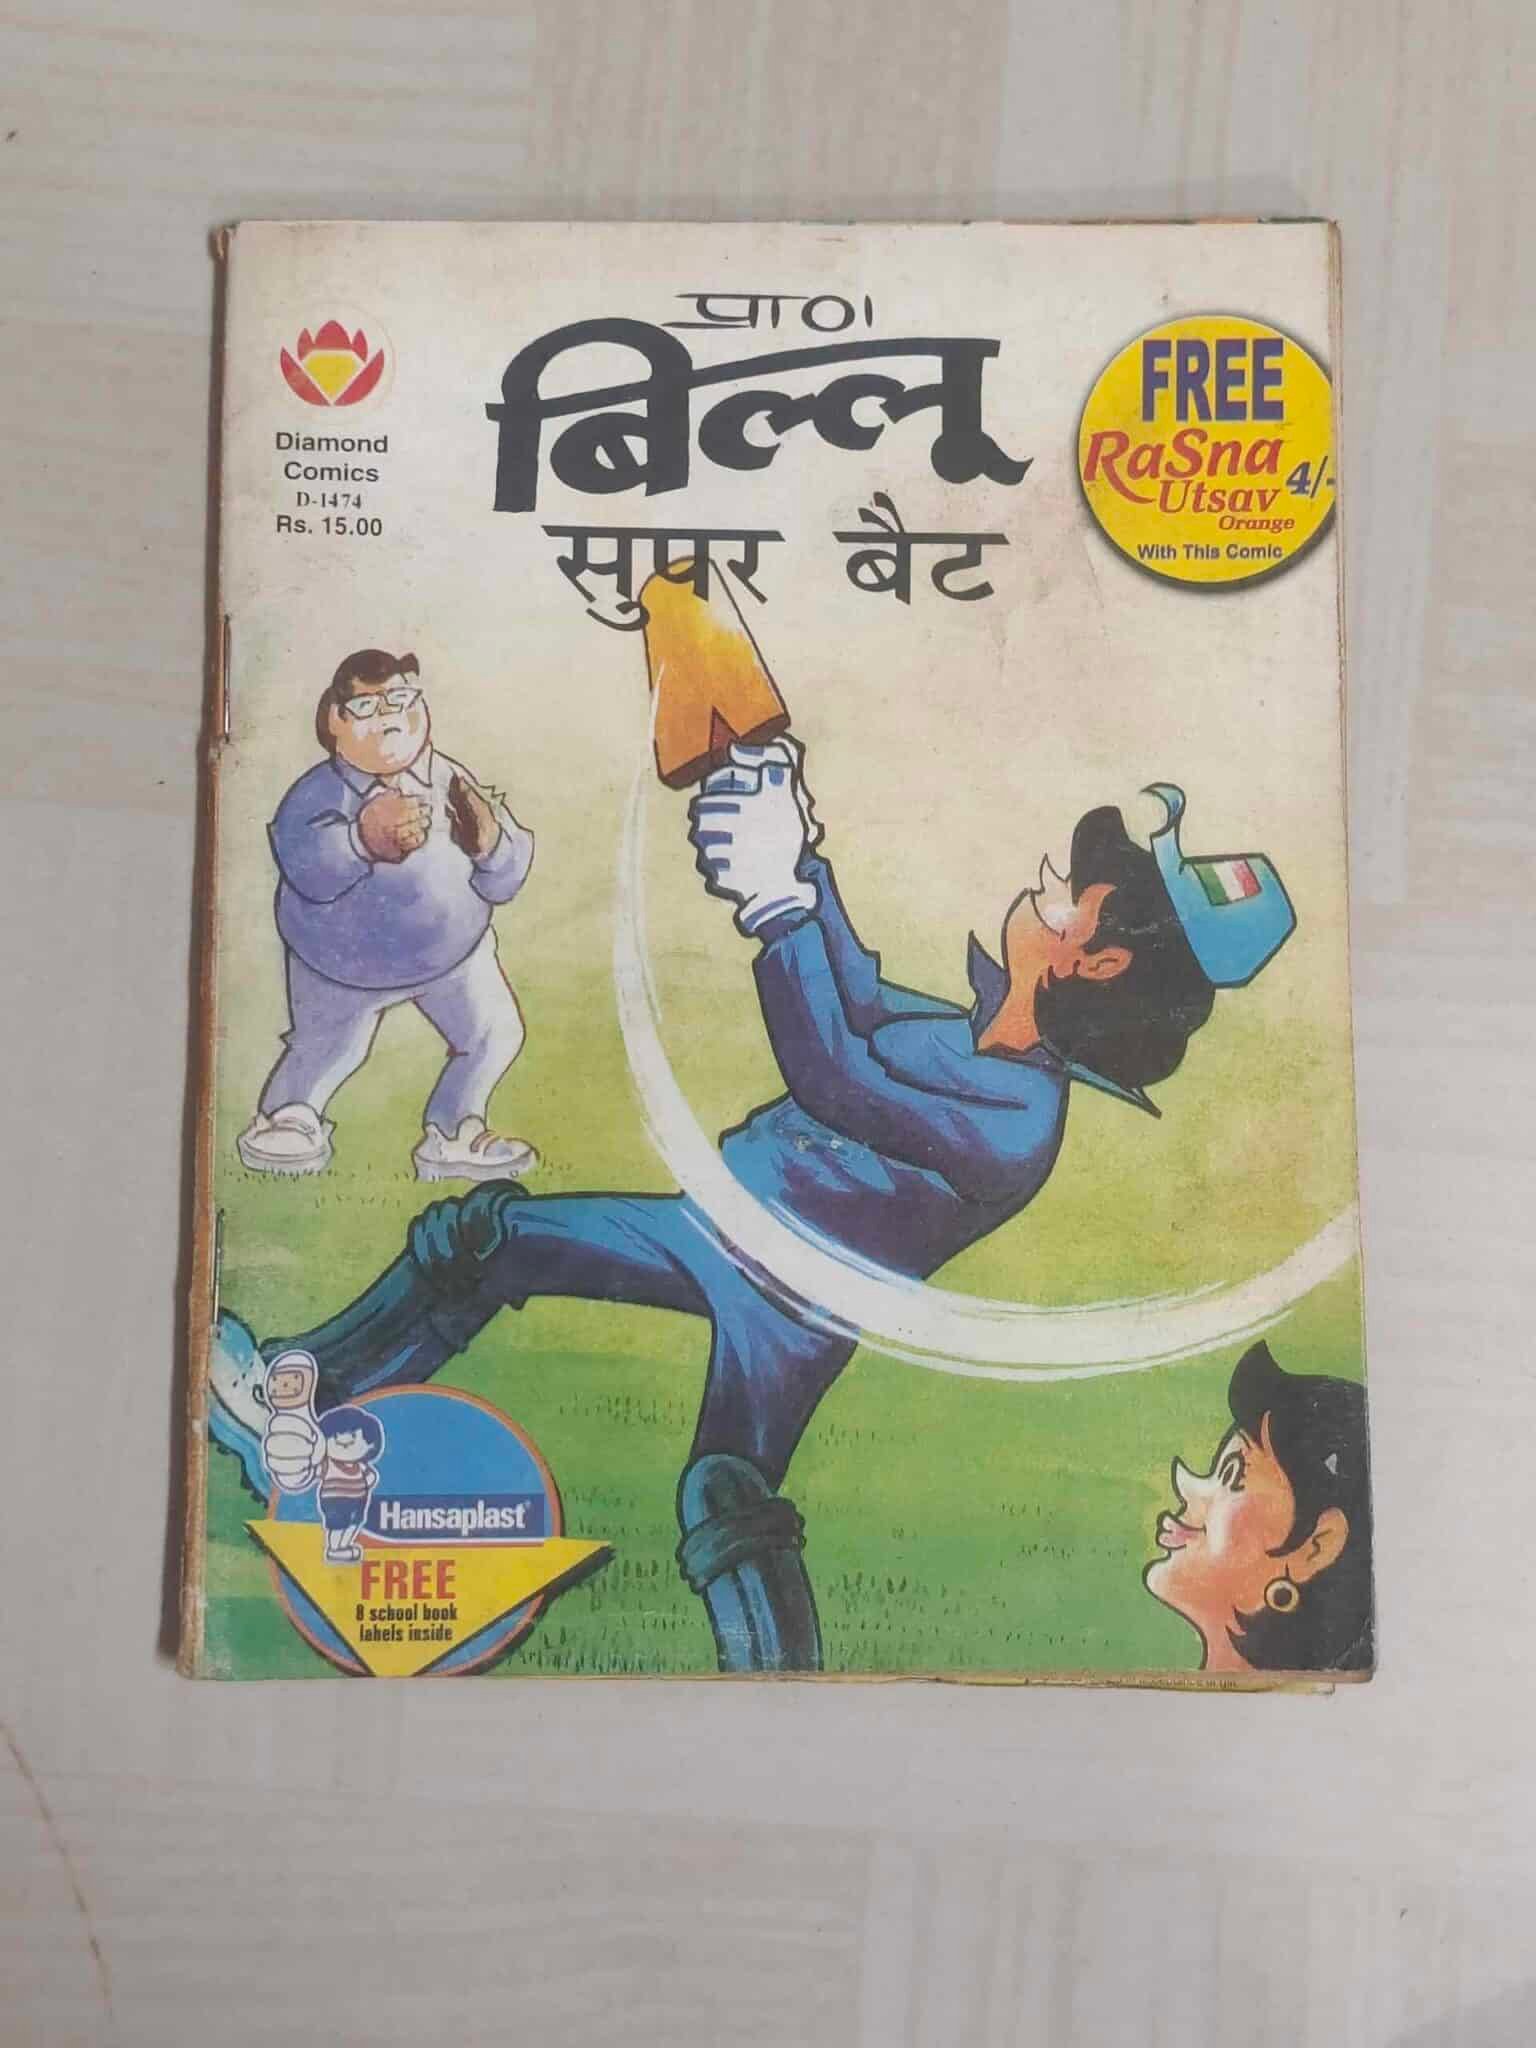 प्राण
बिल्लू
सुपर बैट
Diamond
Comics
D-1474
Rs. 15.00
FREE
RaSna
Utsav 4/-
Orange
With This Comic
Hansaplast®
FREE
8 school book
labels inside